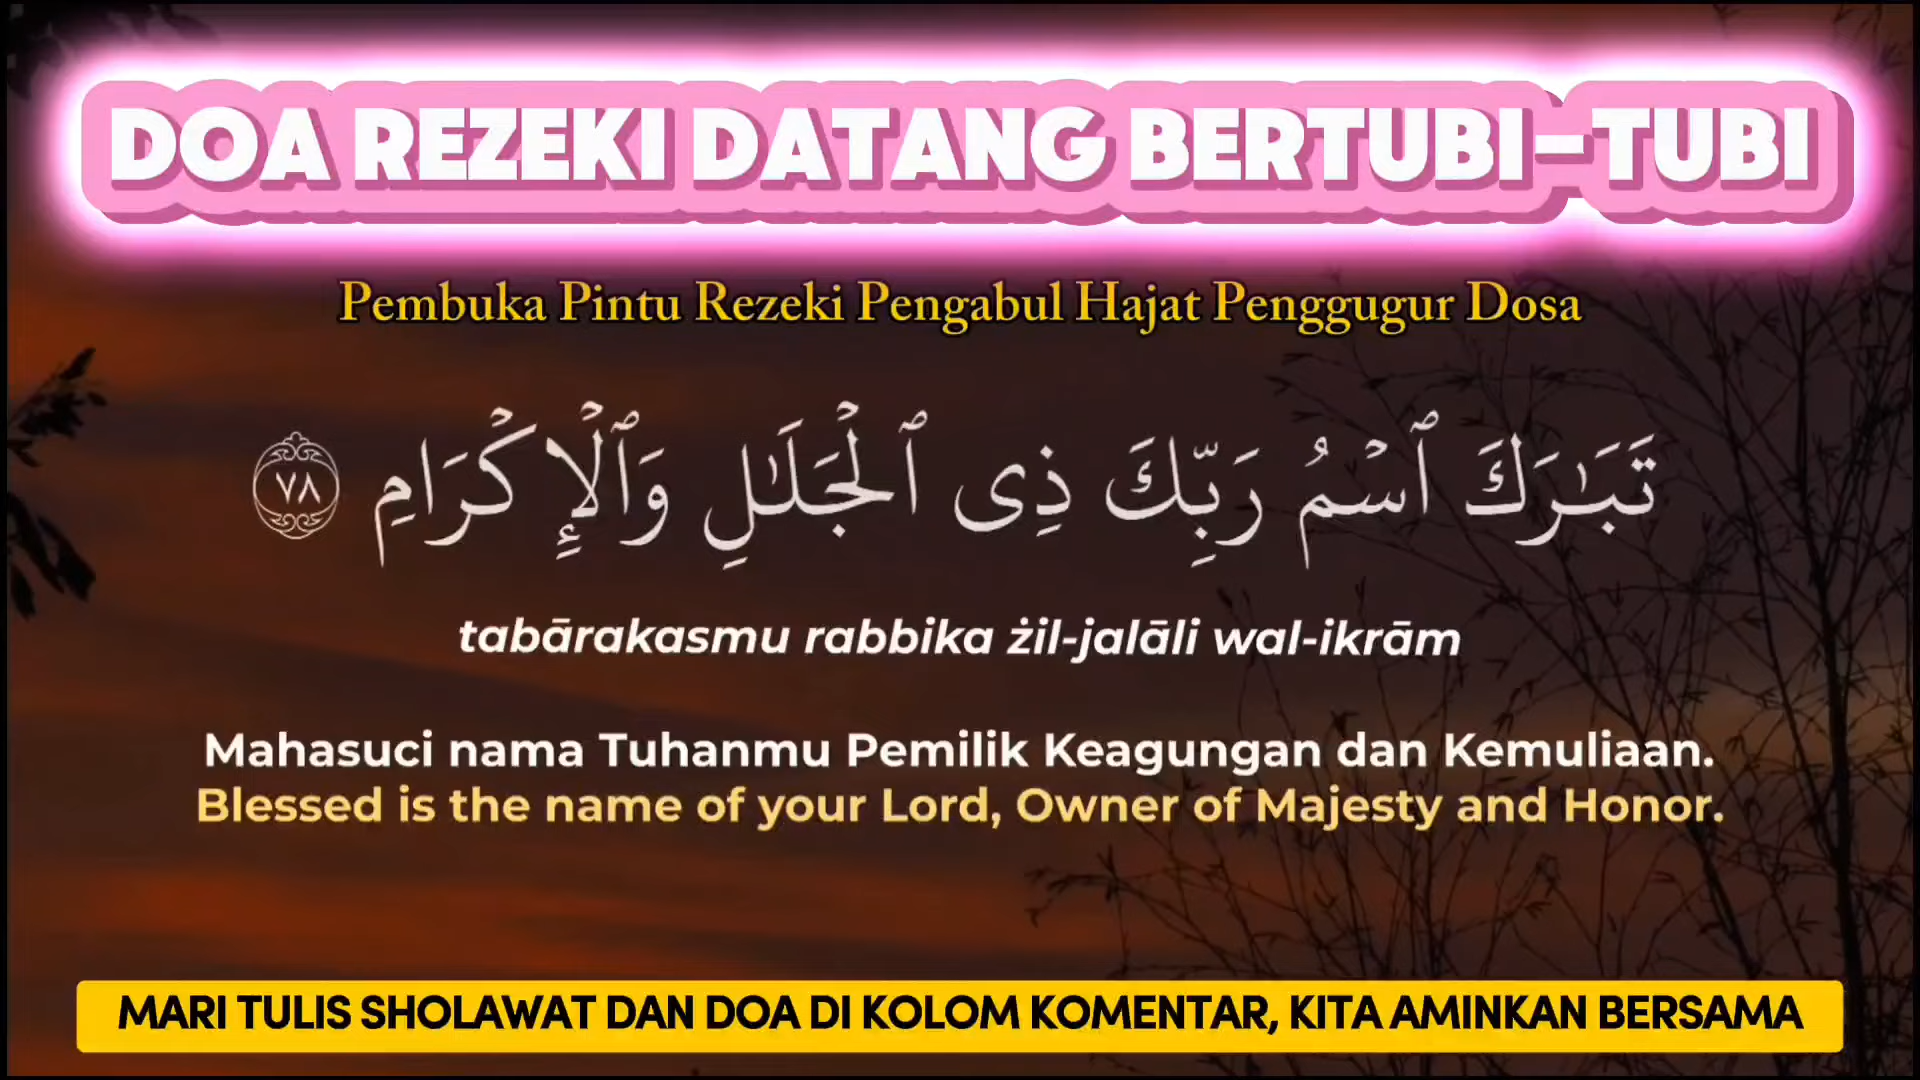 DOA REZEKI DATANG BERTUBI-TUBI
Pembuka Pintu Rezeki Pengabul Hajat Penggugur Dosa
تَبَٰرَكَ ٱسْمُ رَبِّكَ ذِى ٱلْجَلَٰلِ وَٱلْإِكْرَامِ ٧٨
tabārakasmu rabbika żil-jalāli wal-ikrām
Mahasuci nama Tuhanmu Pemilik Keagungan dan Kemuliaan.
Blessed is the name of your Lord, Owner of Majesty and Honor.
MARI TULIS SHOLAWAT DAN DOA DI KOLOM KOMENTAR, KITA AMINKAN BERSAMA